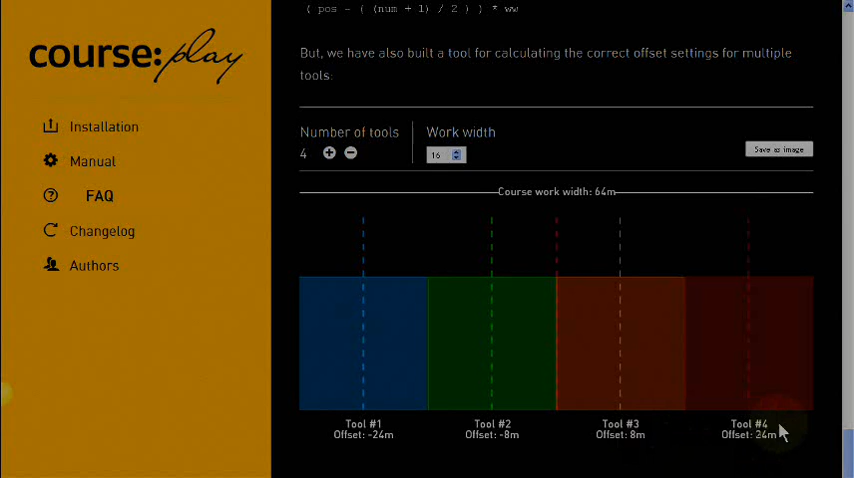 ( pos - ( (num + 1) / 2 ) ) * ww
course:play
But, we have also built a tool for calculating the correct offset settings for multiple
tools:
Installation
Manual
FAQ
Changelog
Authors
Number of tools
4
Work width
16
Save as image
Course work width: 64m
Tool #1
Offset: -24m
Tool #2
Offset: -8m
Tool #3
Offset: 8m
Tool #4
Offset: 24m